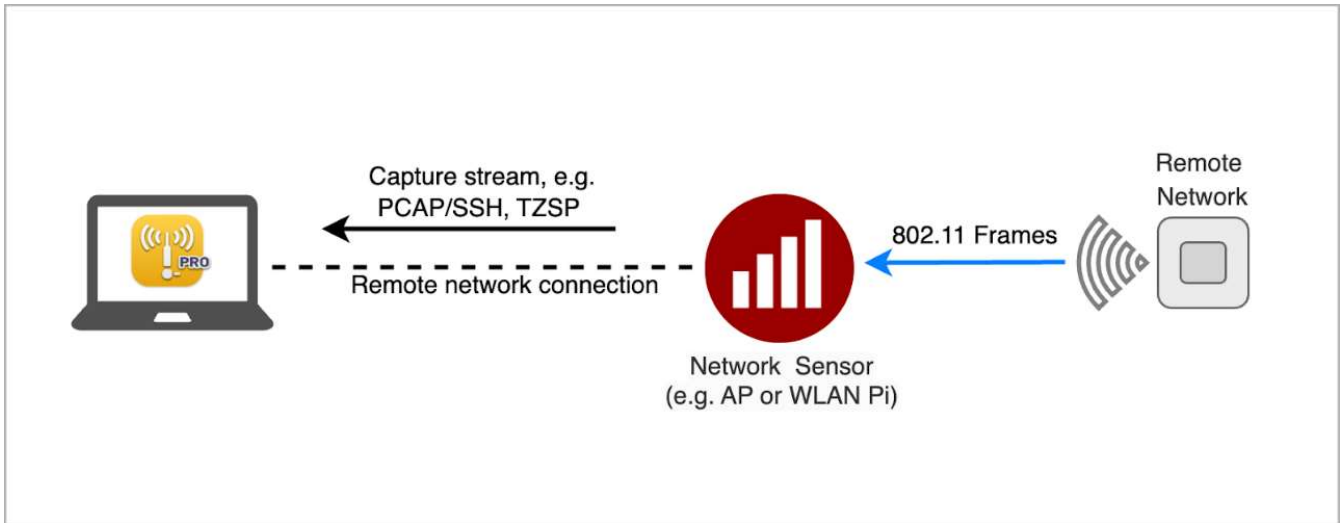 Capture stream, e.g.
PCAP/SSH, TZSP
Remote network connection
PRO
Network Sensor
(e.g. AP or WLAN Pi)
802.11 Frames
Remote
Network